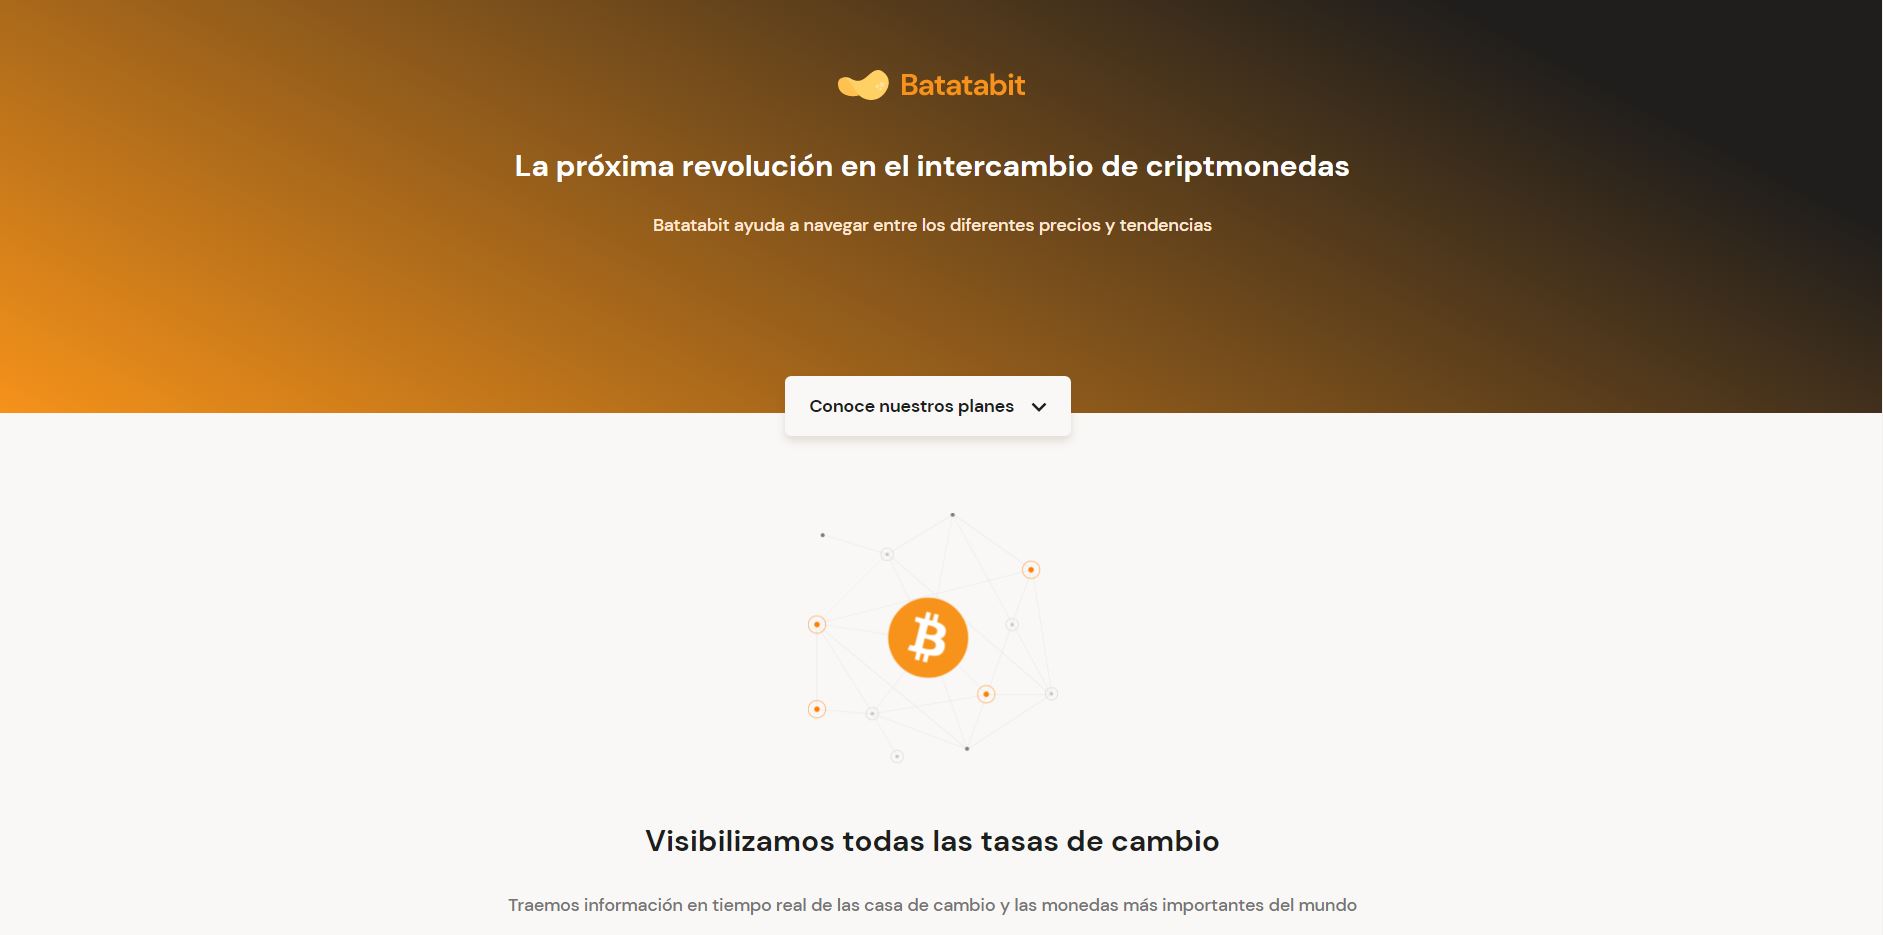 Batatabit
La próxima revolución en el intercambio de criptmonedas
Batatabit ayuda a navegar entre los diferentes precios y tendencias
Conoce nuestros planes
Visibilizamos todas las tasas de cambio
Traemos información en tiempo real de las casa de cambio y las monedas más importantes del mundo